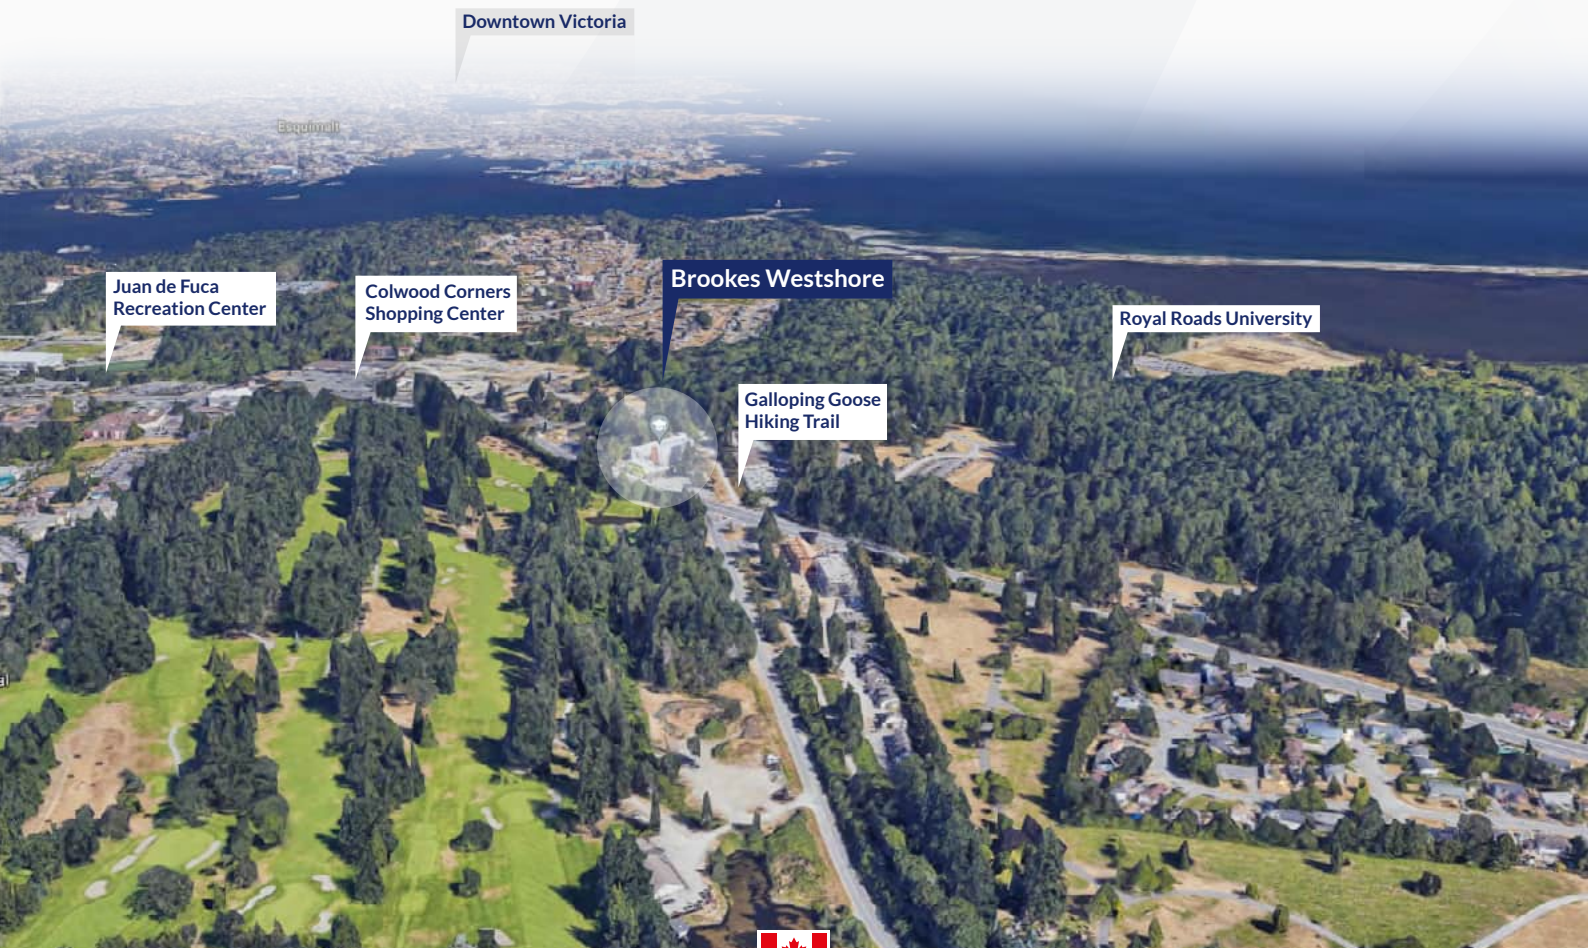 Downtown Victoria
Esquimalt
Juan de Fuca
Recreation Center
Colwood Corners
Shopping Center
Brookes Westshore
Royal Roads University
Galloping Goose
Hiking Trail